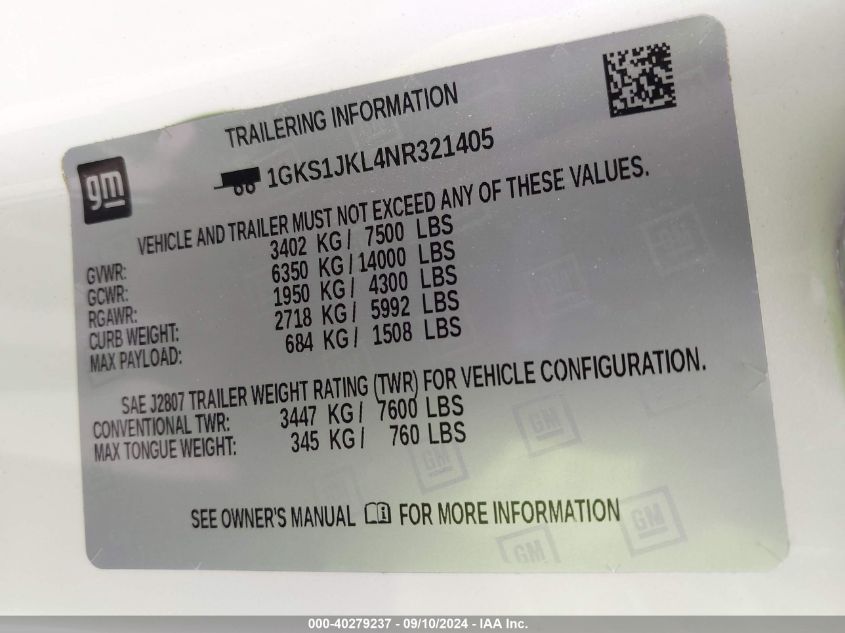 TRAILERING INFORMATION
gm
1GKS1JKL4NR321405
VEHICLE AND TRAILER MUST NOT EXCEED ANY OF THESE VALUES.
GVWR: 3402 KG / 7500 LBS
GCWR: 6350 KG / 14000 LBS
RGAWR: 1950 KG / 4300 LBS
CURB WEIGHT: 2718 KG / 5992 LBS
MAX PAYLOAD: 684 KG / 1508 LBS
SAE J2807 TRAILER WEIGHT RATING (TWR) FOR VEHICLE CONFIGURATION.
CONVENTIONAL TWR: 3447 KG / 7600 LBS
MAX TONGUE WEIGHT: 345 KG / 760 LBS
SEE OWNER'S MANUAL FOR MORE INFORMATION
GM
GM
GM
GM
000-40279237 - 09/10/2024 - IAA Inc.